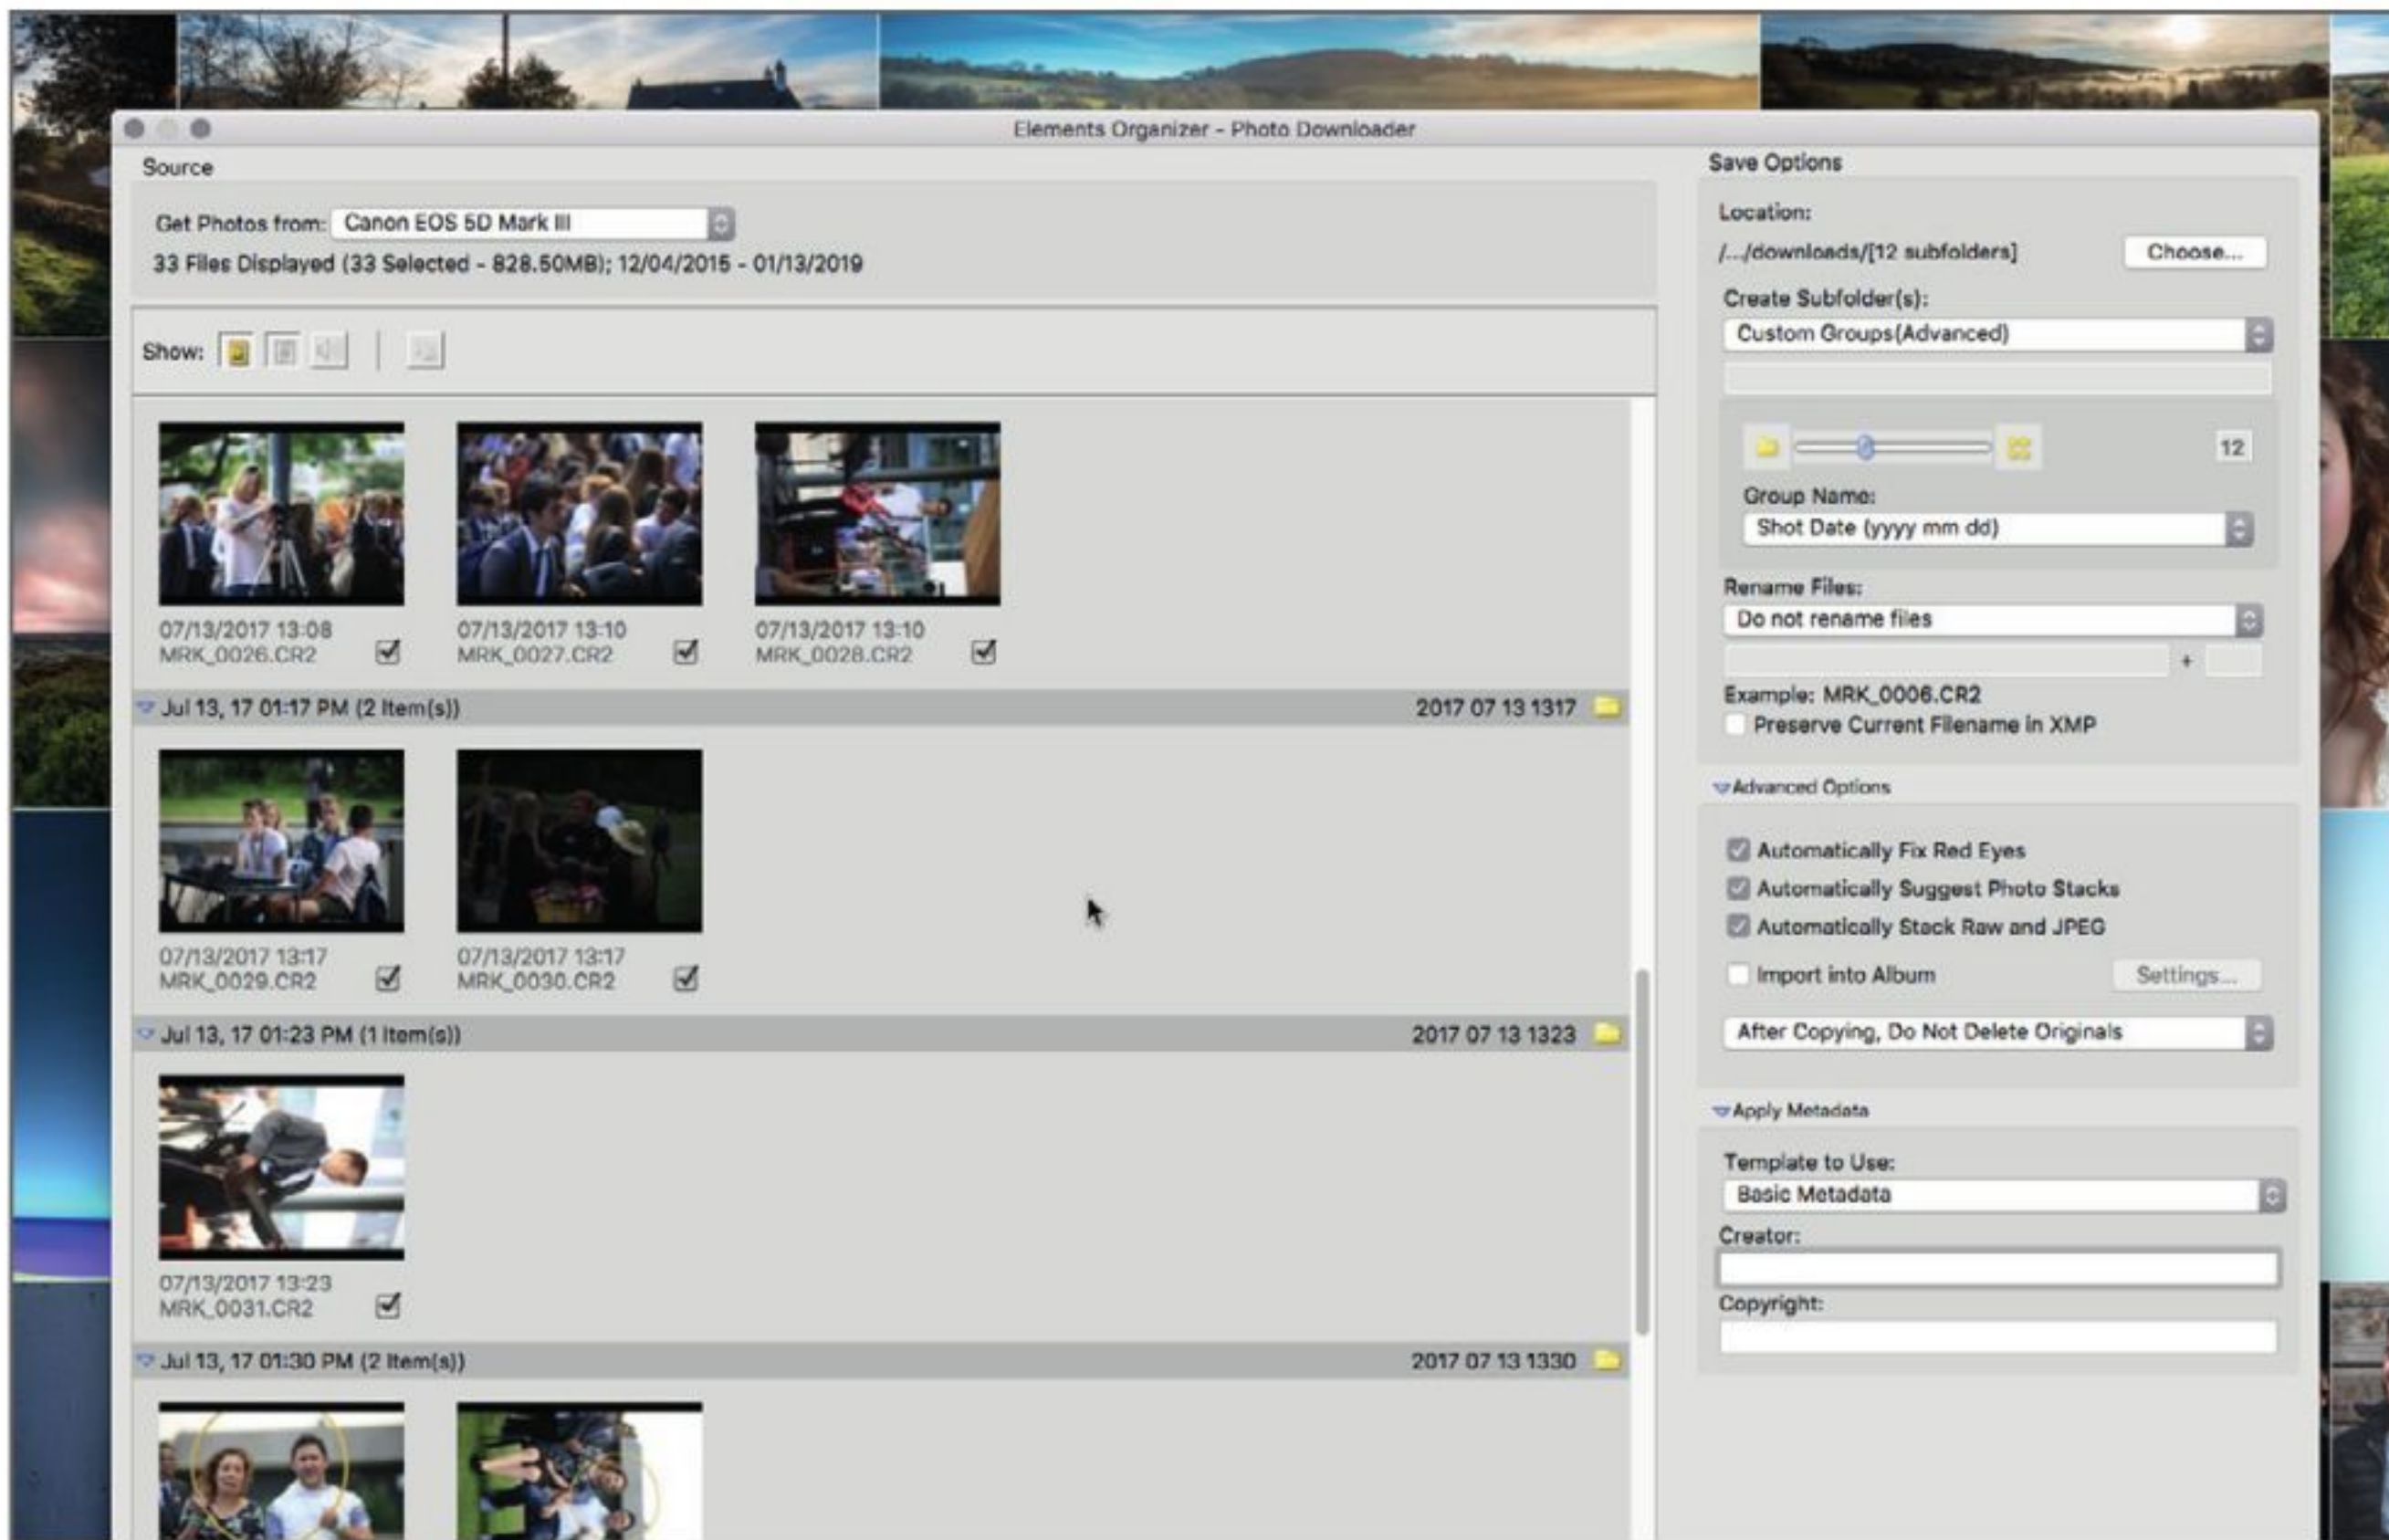 Elements Organizer - Photo Downloader
Source
Get Photos from: Canon EOS 5D Mark III
33 Files Displayed (33 Selected - 828.50MB); 12/04/2015 - 01/13/2019
Show:
07/13/2017 13:08
MRK_0026.CR2
07/13/2017 13:10
MRK_0027.CR2
07/13/2017 13:10
MRK_0028.CR2
Jul 13, 17 01:17 PM (2 Item(s)) 2017 07 13 1317
07/13/2017 13:17
MRK_0029.CR2
07/13/2017 13:17
MRK_0030.CR2
Jul 13, 17 01:23 PM (1 Item(s)) 2017 07 13 1323
07/13/2017 13:23
MRK_0031.CR2
Jul 13, 17 01:30 PM (2 Item(s)) 2017 07 13 1330
Save Options
Location:
/.../downloads/[12 subfolders] Choose...
Create Subfolder(s):
Custom Groups(Advanced)
12
Group Name:
Shot Date (yyyy mm dd)
Rename Files:
Do not rename files
+
Example: MRK_0006.CR2
Preserve Current Filename in XMP
Advanced Options
Automatically Fix Red Eyes
Automatically Suggest Photo Stacks
Automatically Stack Raw and JPEG
Import into Album Settings...
After Copying, Do Not Delete Originals
Apply Metadata
Template to Use:
Basic Metadata
Creator:
Copyright: